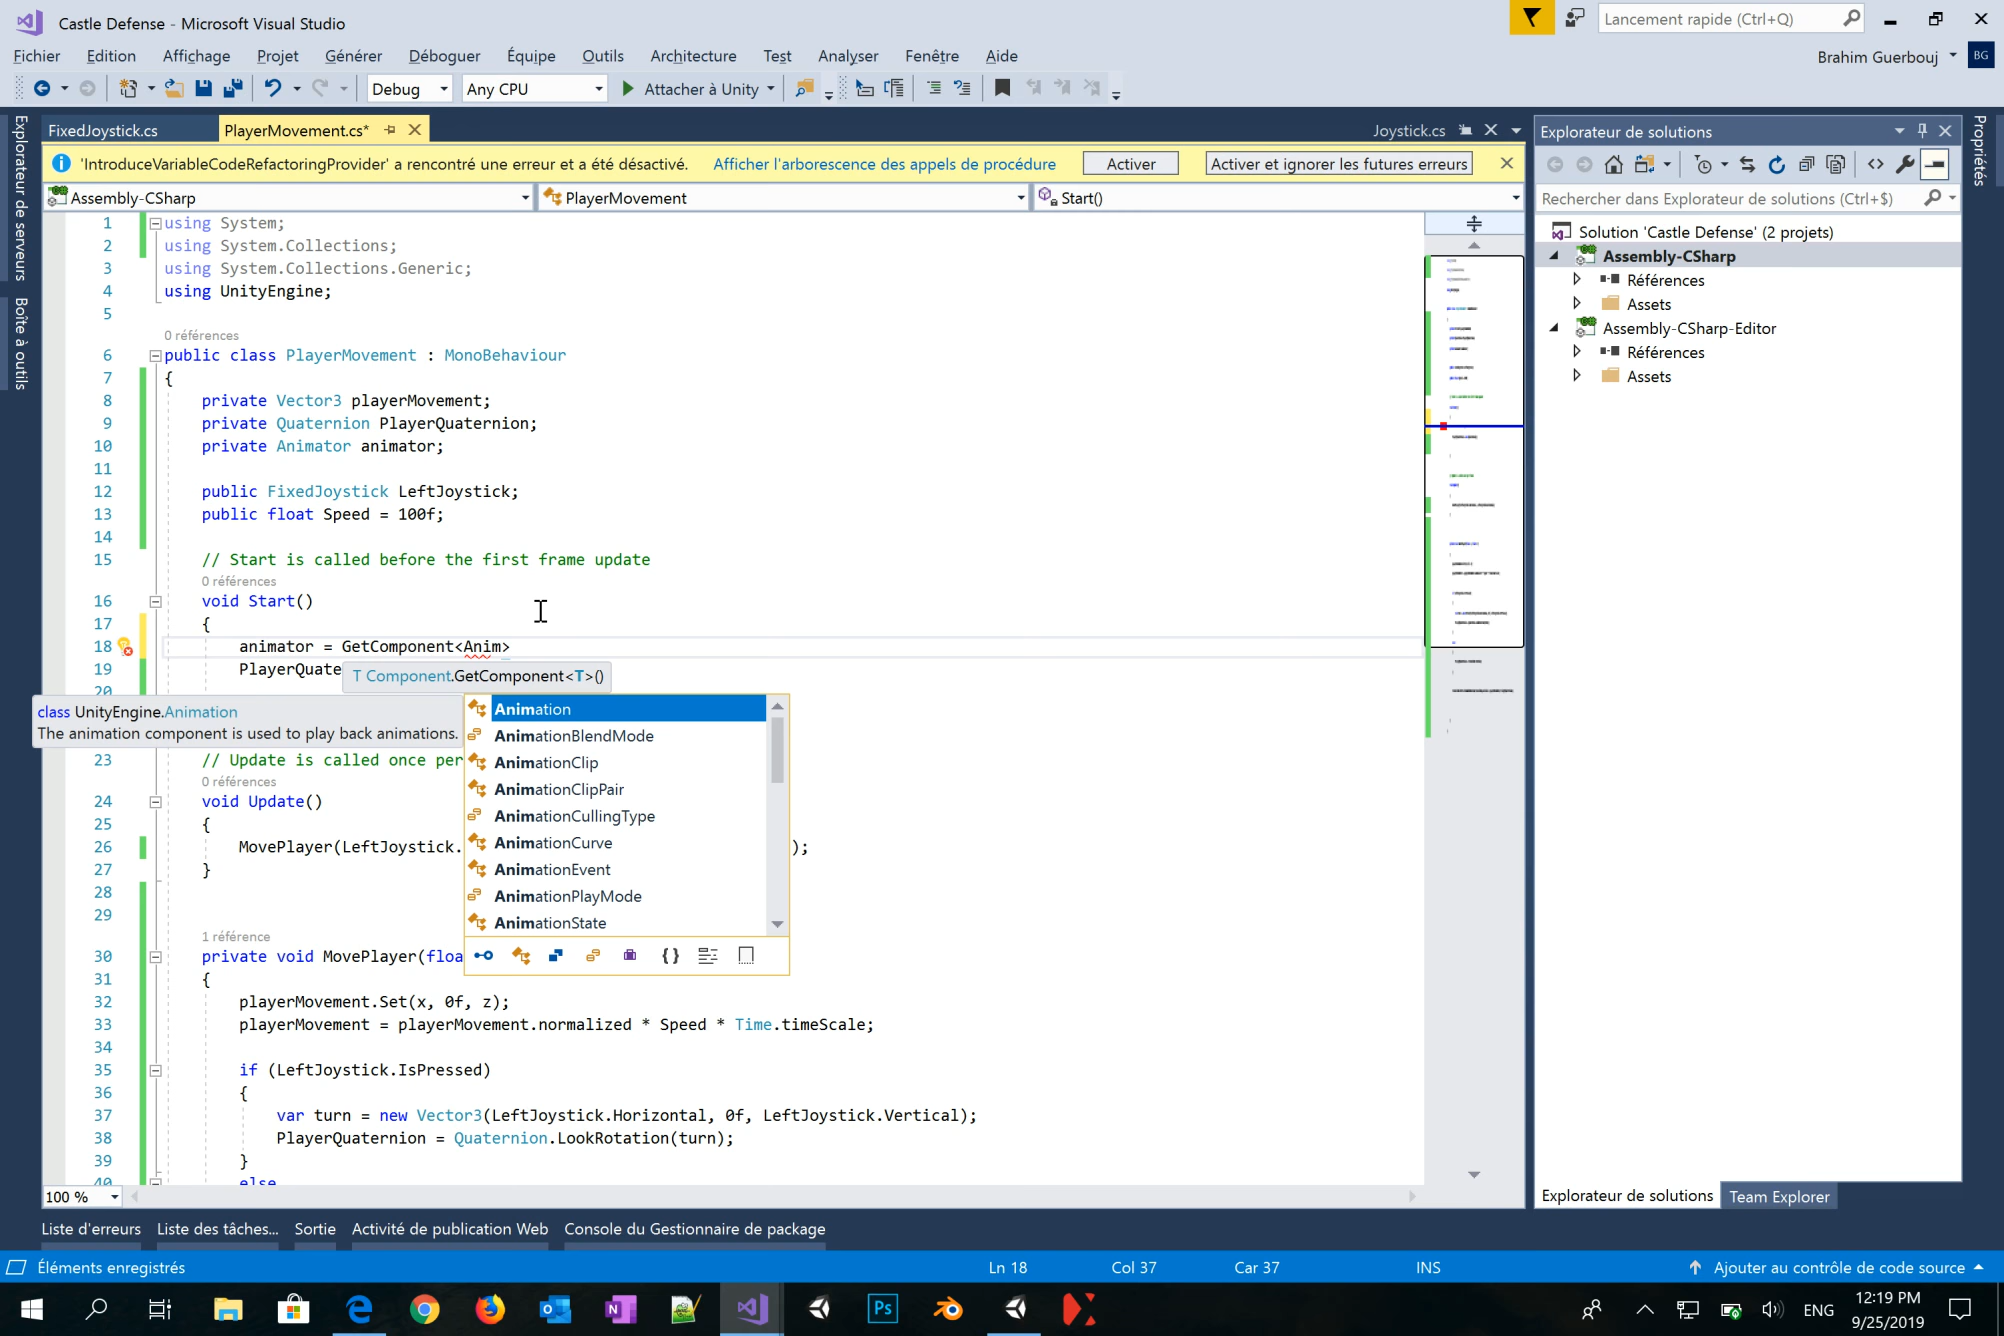 Castle Defense - Microsoft Visual Studio
Lancement rapide (Ctrl+Q)
Fichier Edition Affichage Projet Générer Déboguer Équipe Outils Architecture Test Analyser Fenêtre Aide
Brahim Guerbouj BG
Debug Any CPU Attacher à Unity
Explorateur de serveurs
Boîte à outils
FixedJoystick.cs PlayerMovement.cs* Joystick.cs
'IntroduceVariableCodeRefactoringProvider' a rencontré une erreur et a été désactivé. Afficher l'arborescence des appels de procédure Activer Activer et ignorer les futures erreurs
Assembly-CSharp PlayerMovement Start()
1 using System;
2 using System.Collections;
3 using System.Collections.Generic;
4 using UnityEngine;
5
0 références
6 public class PlayerMovement : MonoBehaviour
7 {
8 private Vector3 playerMovement;
9 private Quaternion PlayerQuaternion;
10 private Animator animator;
11
12 public FixedJoystick LeftJoystick;
13 public float Speed = 100f;
14
15 // Start is called before the first frame update
0 références
16 void Start()
17 {
18 animator = GetComponent<Anim>
19 PlayerQuate
T Component.GetComponent<T>()
20
class UnityEngine.Animation
The animation component is used to play back animations.
Animation
AnimationBlendMode
AnimationClip
AnimationClipPair
AnimationCullingType
AnimationCurve
AnimationEvent
AnimationPlayMode
AnimationState
23 // Update is called once per
0 références
24 void Update()
25 {
26 MovePlayer(LeftJoystick. );
27 }
28
29
1 référence
30 private void MovePlayer(floa
31 {
32 playerMovement.Set(x, 0f, z);
33 playerMovement = playerMovement.normalized * Speed * Time.timeScale;
34
35 if (LeftJoystick.IsPressed)
36 {
37 var turn = new Vector3(LeftJoystick.Horizontal, 0f, LeftJoystick.Vertical);
38 PlayerQuaternion = Quaternion.LookRotation(turn);
39 }
40 else
100 %
Explorateur de solutions
Rechercher dans Explorateur de solutions (Ctrl+$)
Solution 'Castle Defense' (2 projets)
Assembly-CSharp
Références
Assets
Assembly-CSharp-Editor
Références
Assets
Propriétés
Explorateur de solutions Team Explorer
Liste d'erreurs Liste des tâches... Sortie Activité de publication Web Console du Gestionnaire de package
Éléments enregistrés Ln 18 Col 37 Car 37 INS Ajouter au contrôle de code source
Ps
ENG
12:19 PM
9/25/2019